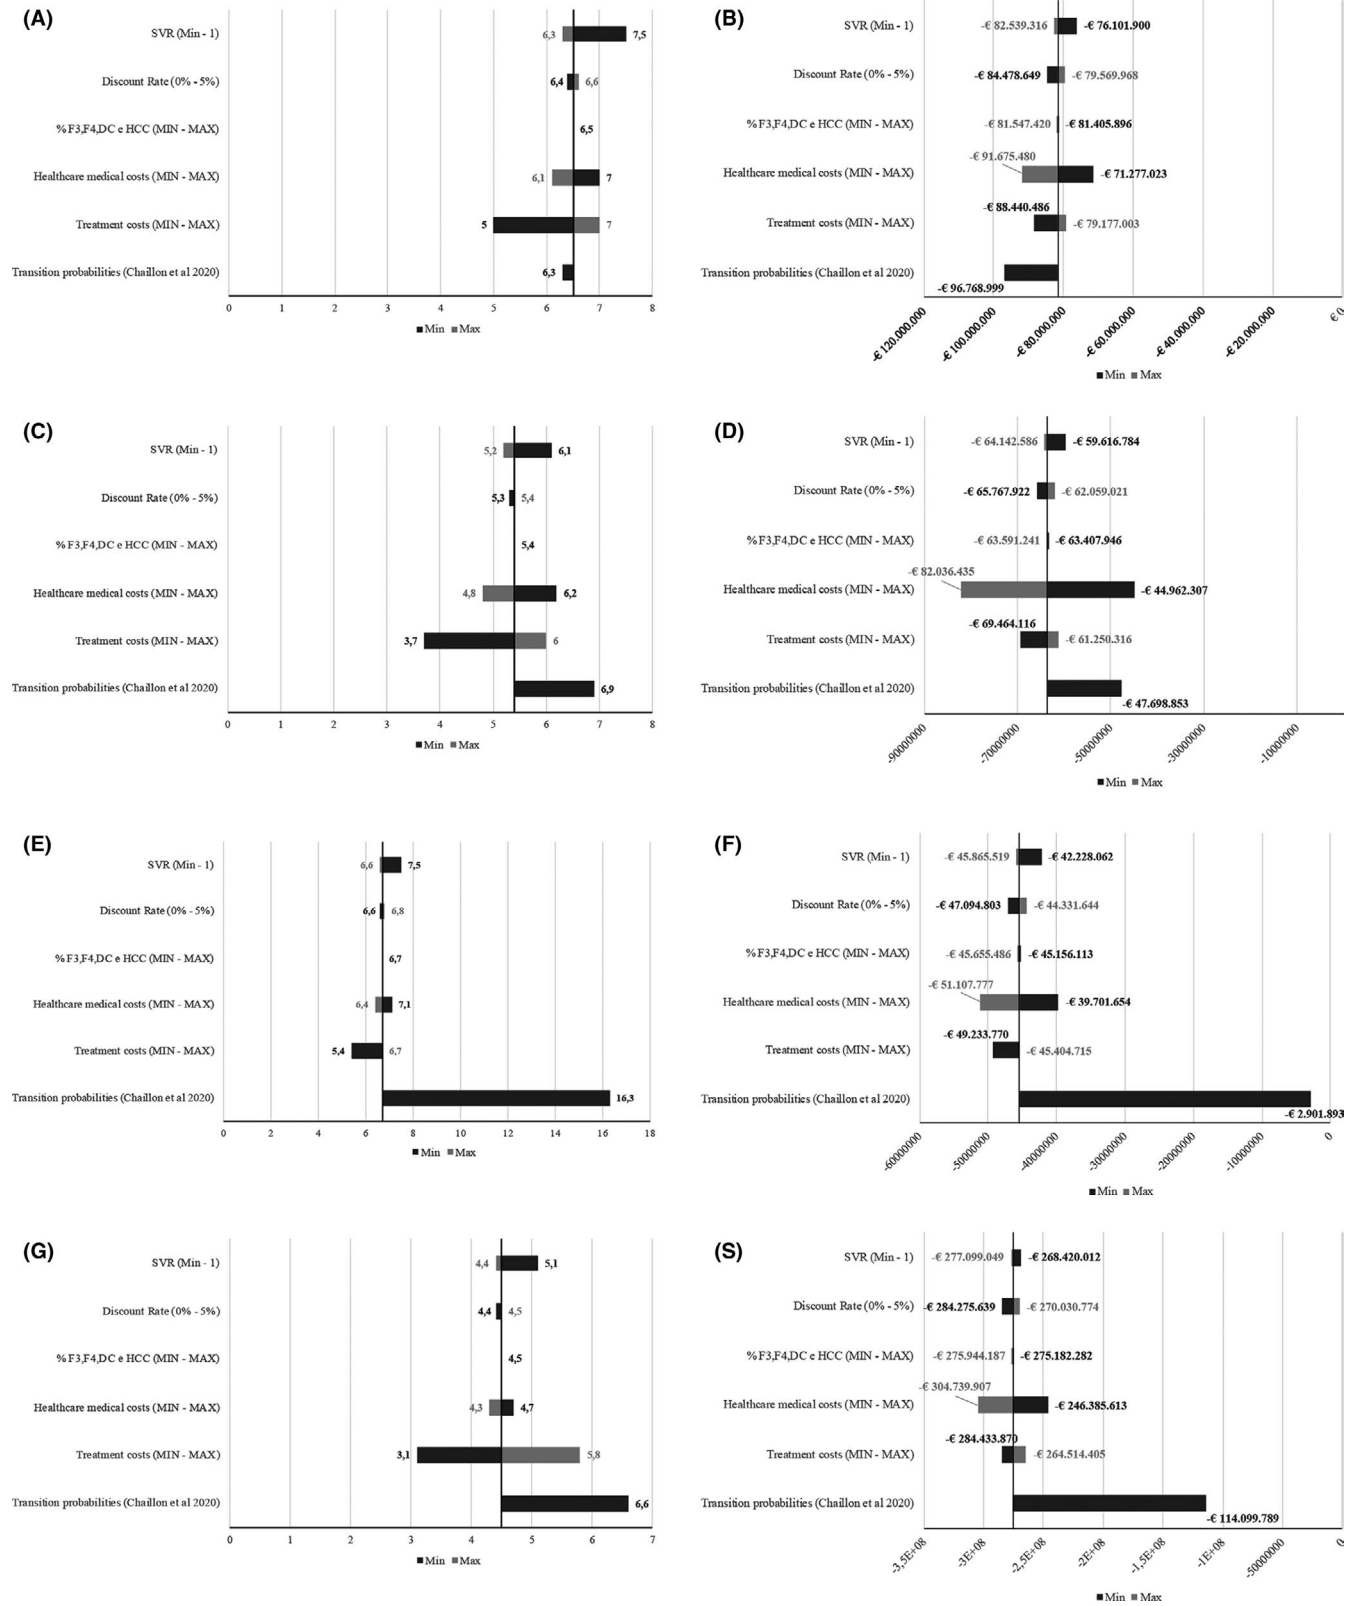 (A)
SVR (Min - 1)
6,3
7,5
Discount Rate (0% - 5%)
6,4
6,6
% F3,F4,DC e HCC (MIN - MAX)
6,5
Healthcare medical costs (MIN - MAX)
6,1
7
Treatment costs (MIN - MAX)
5
7
Transition probabilities (Chaillon et al 2020)
6,3
0 1 2 3 4 5 6 7 8
Min Max
(B)
SVR (Min - 1)
-€ 82.539.316
-€ 76.101.900
Discount Rate (0% - 5%)
-€ 84.478.649
-€ 79.569.968
% F3,F4,DC e HCC (MIN - MAX)
-€ 81.547.420
-€ 81.405.896
-€ 91.675.480
Healthcare medical costs (MIN - MAX)
-€ 71.277.023
-€ 88.440.486
Treatment costs (MIN - MAX)
-€ 79.177.003
Transition probabilities (Chaillon et al 2020)
-€ 96.768.999
-€ 120.000.000 -€ 100.000.000 -€ 80.000.000 -€ 60.000.000 -€ 40.000.000 -€ 20.000.000 € 0
Min Max
(C)
SVR (Min - 1)
5,2
6,1
Discount Rate (0% - 5%)
5,3
5,4
% F3,F4,DC e HCC (MIN - MAX)
5,4
Healthcare medical costs (MIN - MAX)
4,8
6,2
Treatment costs (MIN - MAX)
3,7
6
Transition probabilities (Chaillon et al 2020)
6,9
0 1 2 3 4 5 6 7 8
Min Max
(D)
SVR (Min - 1)
-€ 64.142.586
-€ 59.616.784
Discount Rate (0% - 5%)
-€ 65.767.922
-€ 62.059.021
% F3,F4,DC e HCC (MIN - MAX)
-€ 63.591.241
-€ 63.407.946
-€ 82.036.435
Healthcare medical costs (MIN - MAX)
-€ 44.962.307
-€ 69.464.116
Treatment costs (MIN - MAX)
-€ 61.250.316
Transition probabilities (Chaillon et al 2020)
-€ 47.698.853
-90000000 -70000000 -50000000 -30000000 -10000000
Min Max
(E)
SVR (Min - 1)
6,6
7,5
Discount Rate (0% - 5%)
6,6
6,8
% F3,F4,DC e HCC (MIN - MAX)
6,7
Healthcare medical costs (MIN - MAX)
6,4
7,1
Treatment costs (MIN - MAX)
5,4
6,7
Transition probabilities (Chaillon et al 2020)
16,3
0 2 4 6 8 10 12 14 16 18
Min Max
(F)
SVR (Min - 1)
-€ 45.865.519
-€ 42.228.062
Discount Rate (0% - 5%)
-€ 47.094.803
-€ 44.331.644
% F3,F4,DC e HCC (MIN - MAX)
-€ 45.655.486
-€ 45.156.113
-€ 51.107.777
Healthcare medical costs (MIN - MAX)
-€ 39.701.654
-€ 49.233.770
Treatment costs (MIN - MAX)
-€ 45.404.715
Transition probabilities (Chaillon et al 2020)
-€ 2.901.893
-60000000 -50000000 -40000000 -30000000 -20000000 -10000000 0
Min Max
(G)
SVR (Min - 1)
4,4
5,1
Discount Rate (0% - 5%)
4,4
4,5
% F3,F4,DC e HCC (MIN - MAX)
4,5
Healthcare medical costs (MIN - MAX)
4,3
4,7
Treatment costs (MIN - MAX)
3,1
5,8
Transition probabilities (Chaillon et al 2020)
6,6
0 1 2 3 4 5 6 7
Min Max
(S)
SVR (Min - 1)
-€ 277.099.049
-€ 268.420.012
Discount Rate (0% - 5%)
-€ 284.275.639
-€ 270.030.774
% F3,F4,DC e HCC (MIN - MAX)
-€ 275.944.187
-€ 275.182.282
-€ 304.739.907
Healthcare medical costs (MIN - MAX)
-€ 246.385.613
-€ 284.433.870
Treatment costs (MIN - MAX)
-€ 264.514.405
Transition probabilities (Chaillon et al 2020)
-€ 114.099.789
-3,5E+08 -3E+08 -2,5E+08 -2E+08 -1,5E+08 -1E+08 -50000000 0
Min Max